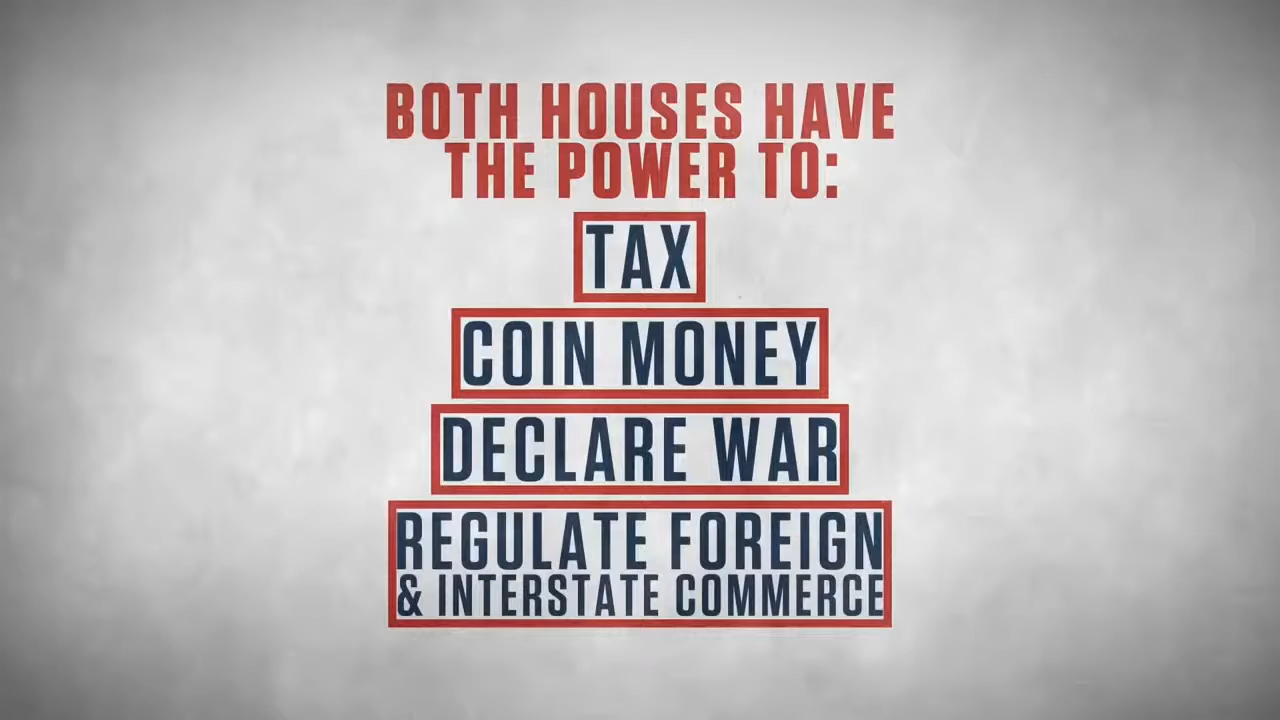 BOTH HOUSES HAVE
THE POWER TO:
TAX
COIN MONEY
DECLARE WAR
REGULATE FOREIGN
& INTERSTATE COMMERCE